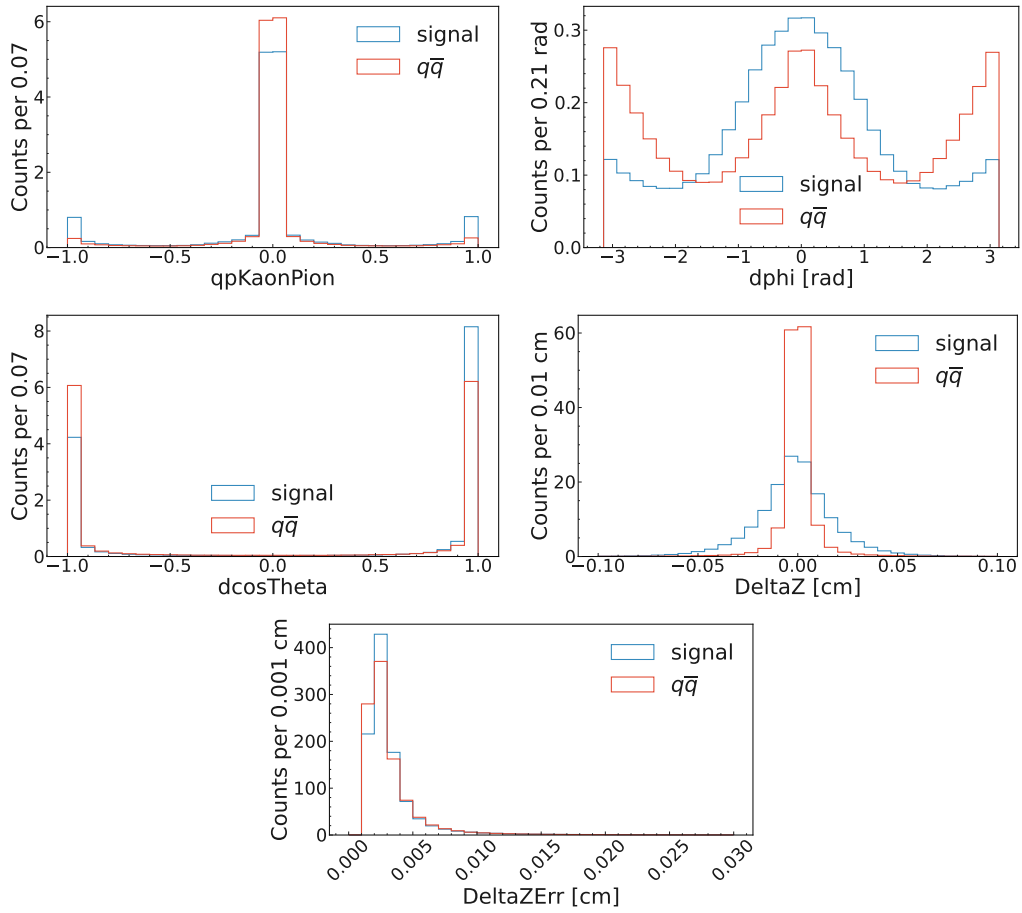 Counts per 0.07
6
4
2
0
signal
qq̅
−1.0 −0.5 0.0 0.5 1.0
qpKaonPion
Counts per 0.21 rad
0.3
0.2
0.1
0.0
signal
qq̅
−3 −2 −1 0 1 2 3
dphi [rad]
Counts per 0.07
8
6
4
2
0
signal
qq̅
−1.0 −0.5 0.0 0.5 1.0
dcosTheta
Counts per 0.01 cm
60
40
20
0
signal
qq̅
−0.10 −0.05 0.00 0.05 0.10
DeltaZ [cm]
Counts per 0.001 cm
400
300
200
100
0
signal
qq̅
0.000 0.005 0.010 0.015 0.020 0.025 0.030
DeltaZErr [cm]